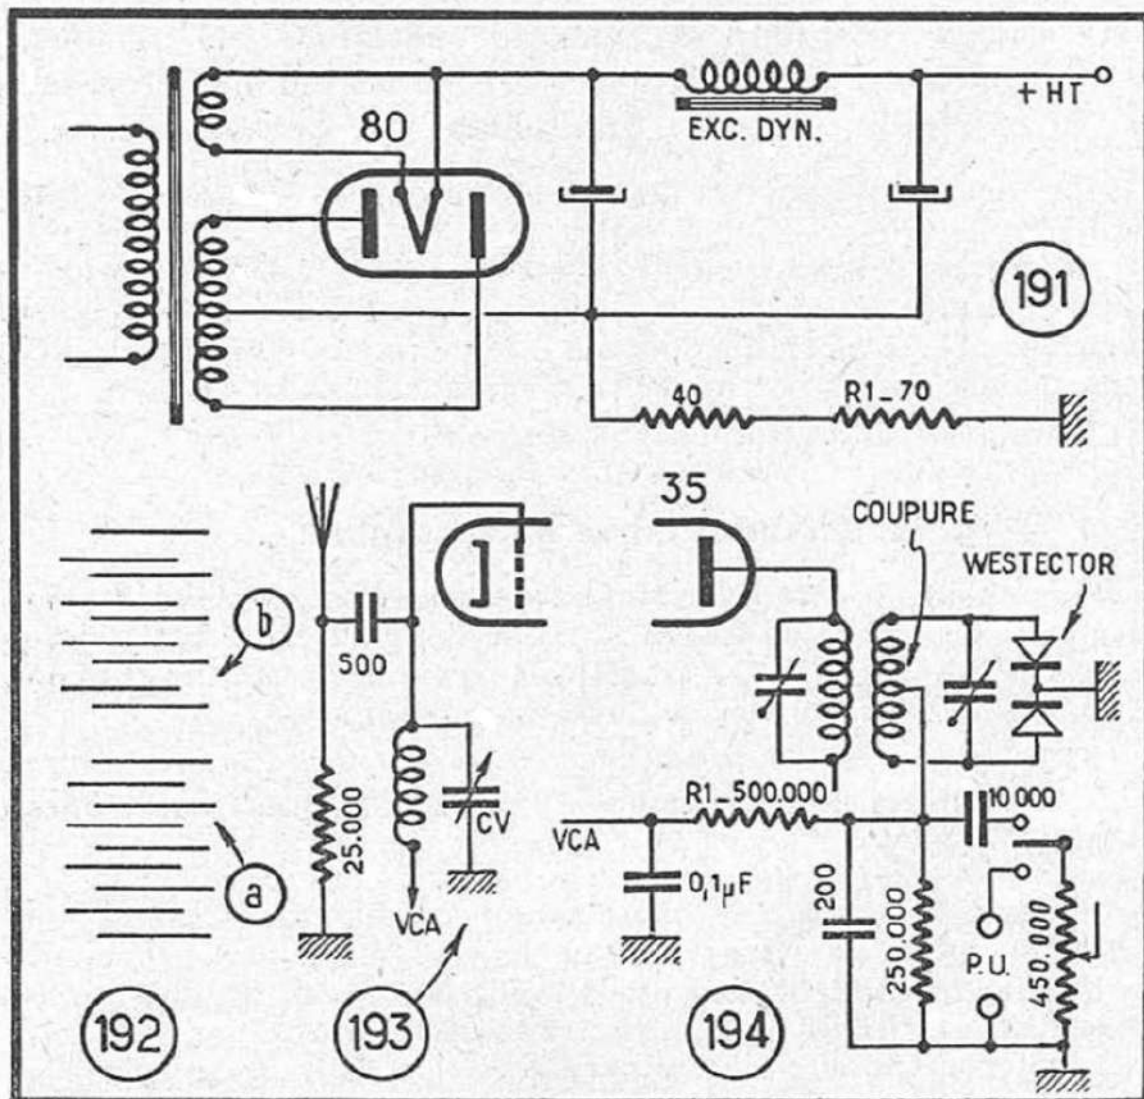 80
+ HT
EXC. DYN.
191
40
R1_70
35
COUPURE
WESTECTOR
b
500
10.000
R1_500.000
VCA
25.000
CV
0,1µF
200
250.000
P.U.
450.000
a
VCA
192
193
194